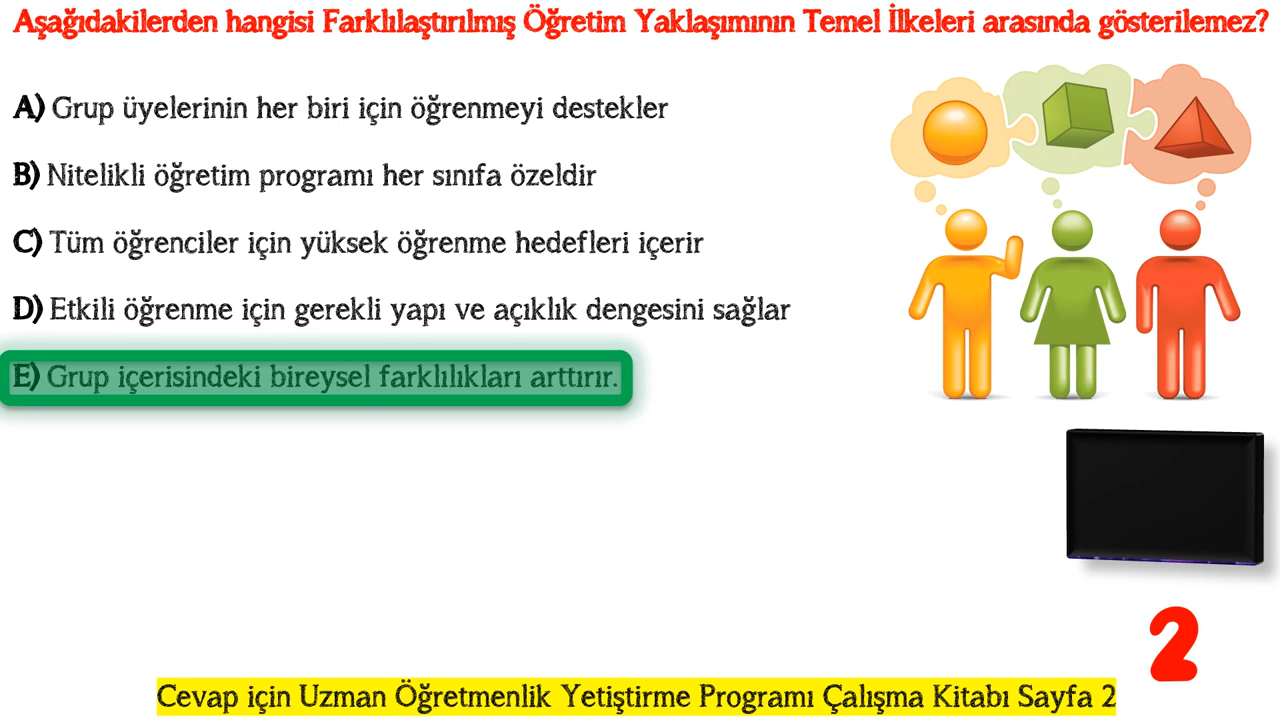 Aşağıdakilerden hangisi Farklılaştırılmış Öğretim Yaklaşımının Temel İlkeleri arasında gösterilemez?
A) Grup üyelerinin her biri için öğrenmeyi destekler
B) Nitelikli öğretim programı her sınıfa özeldir
C) Tüm öğrenciler için yüksek öğrenme hedefleri içerir
D) Etkili öğrenme için gerekli yapı ve açıklık dengesini sağlar
E) Grup içerisindeki bireysel farklılıkları arttırır.
2
Cevap için Uzman Öğretmenlik Yetiştirme Programı Çalışma Kitabı Sayfa 2